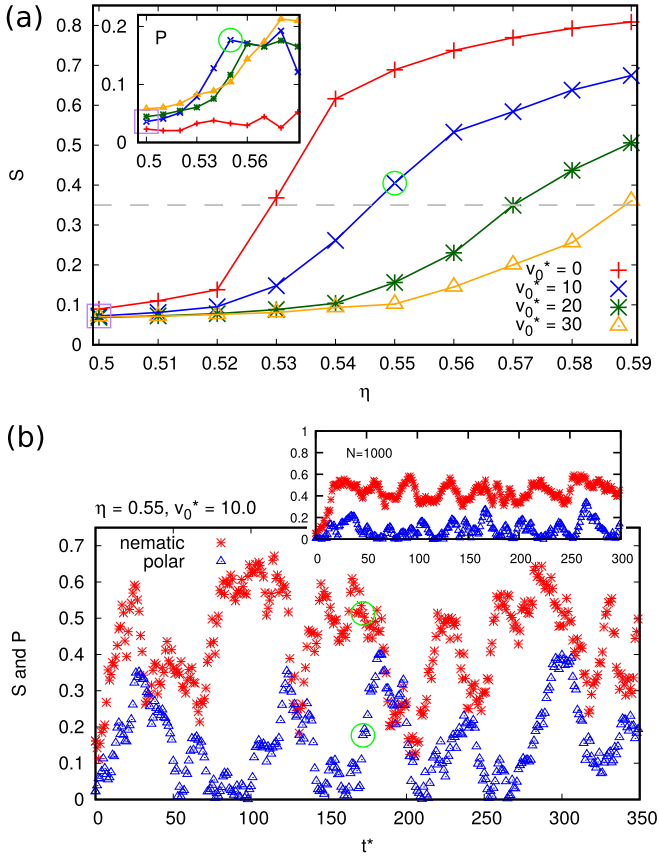 (a)
0.2
0.1
0
P
0.5 0.53 0.56
0.8
0.7
0.6
0.5
0.4
0.3
0.2
0.1
0
S
v0* = 0
v0* = 10
v0* = 20
v0* = 30
0.5 0.51 0.52 0.53 0.54 0.55 0.56 0.57 0.58 0.59
η
(b)
η = 0.55, v0* = 10.0
1
0.8
0.6
0.4
0.2
0
N=1000
0 50 100 150 200 250 300
nematic
polar
0.7
0.6
0.5
0.4
0.3
0.2
0.1
0
S and P
0 50 100 150 200 250 300 350
t*